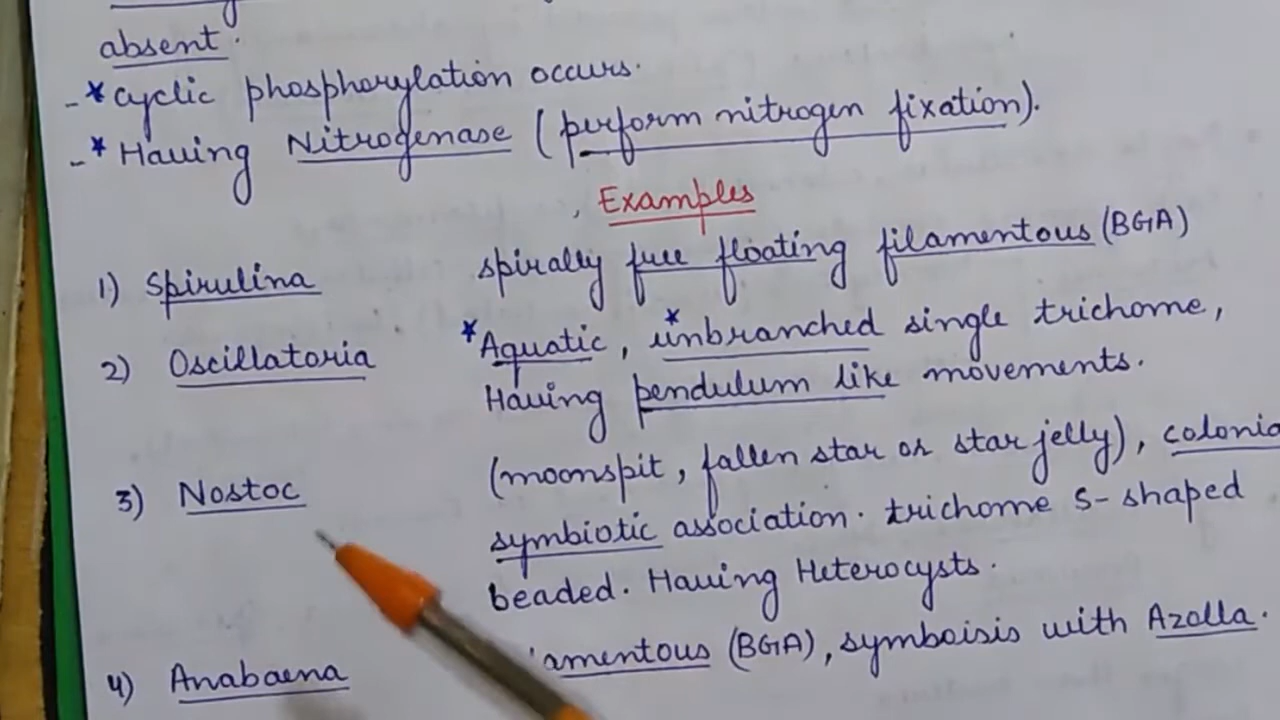 absent.
- * Cyclic phosphorylation occurs.
- * Having Nitrogenase (perform nitrogen fixation).
Examples
1) Spirulina spirally free floating filamentous (BGA)
2) Oscillatoria *Aquatic, *unbranched single trichome,
Having pendulum like movements.
3) Nostoc (moonspit, fallen star or star jelly), colonia
symbiotic association. trichome S-shaped
beaded. Having Heterocysts.
4) Anabaena amentous (BGA), symboisis with Azolla.